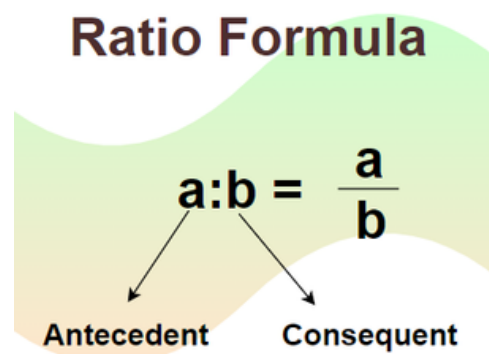 Ratio Formula
a:b = a/b
Antecedent Consequent